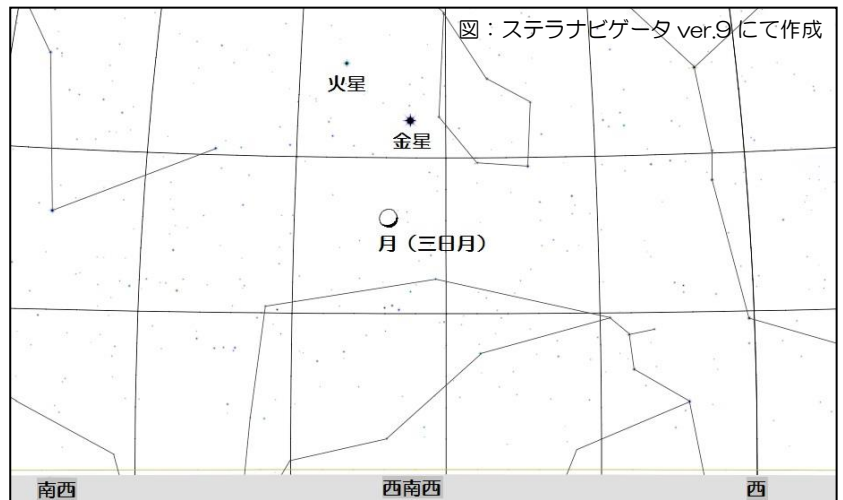 図：ステラナビゲータ ver.9 にて作成
火星
金星
月（三日月）
南西 西南西 西